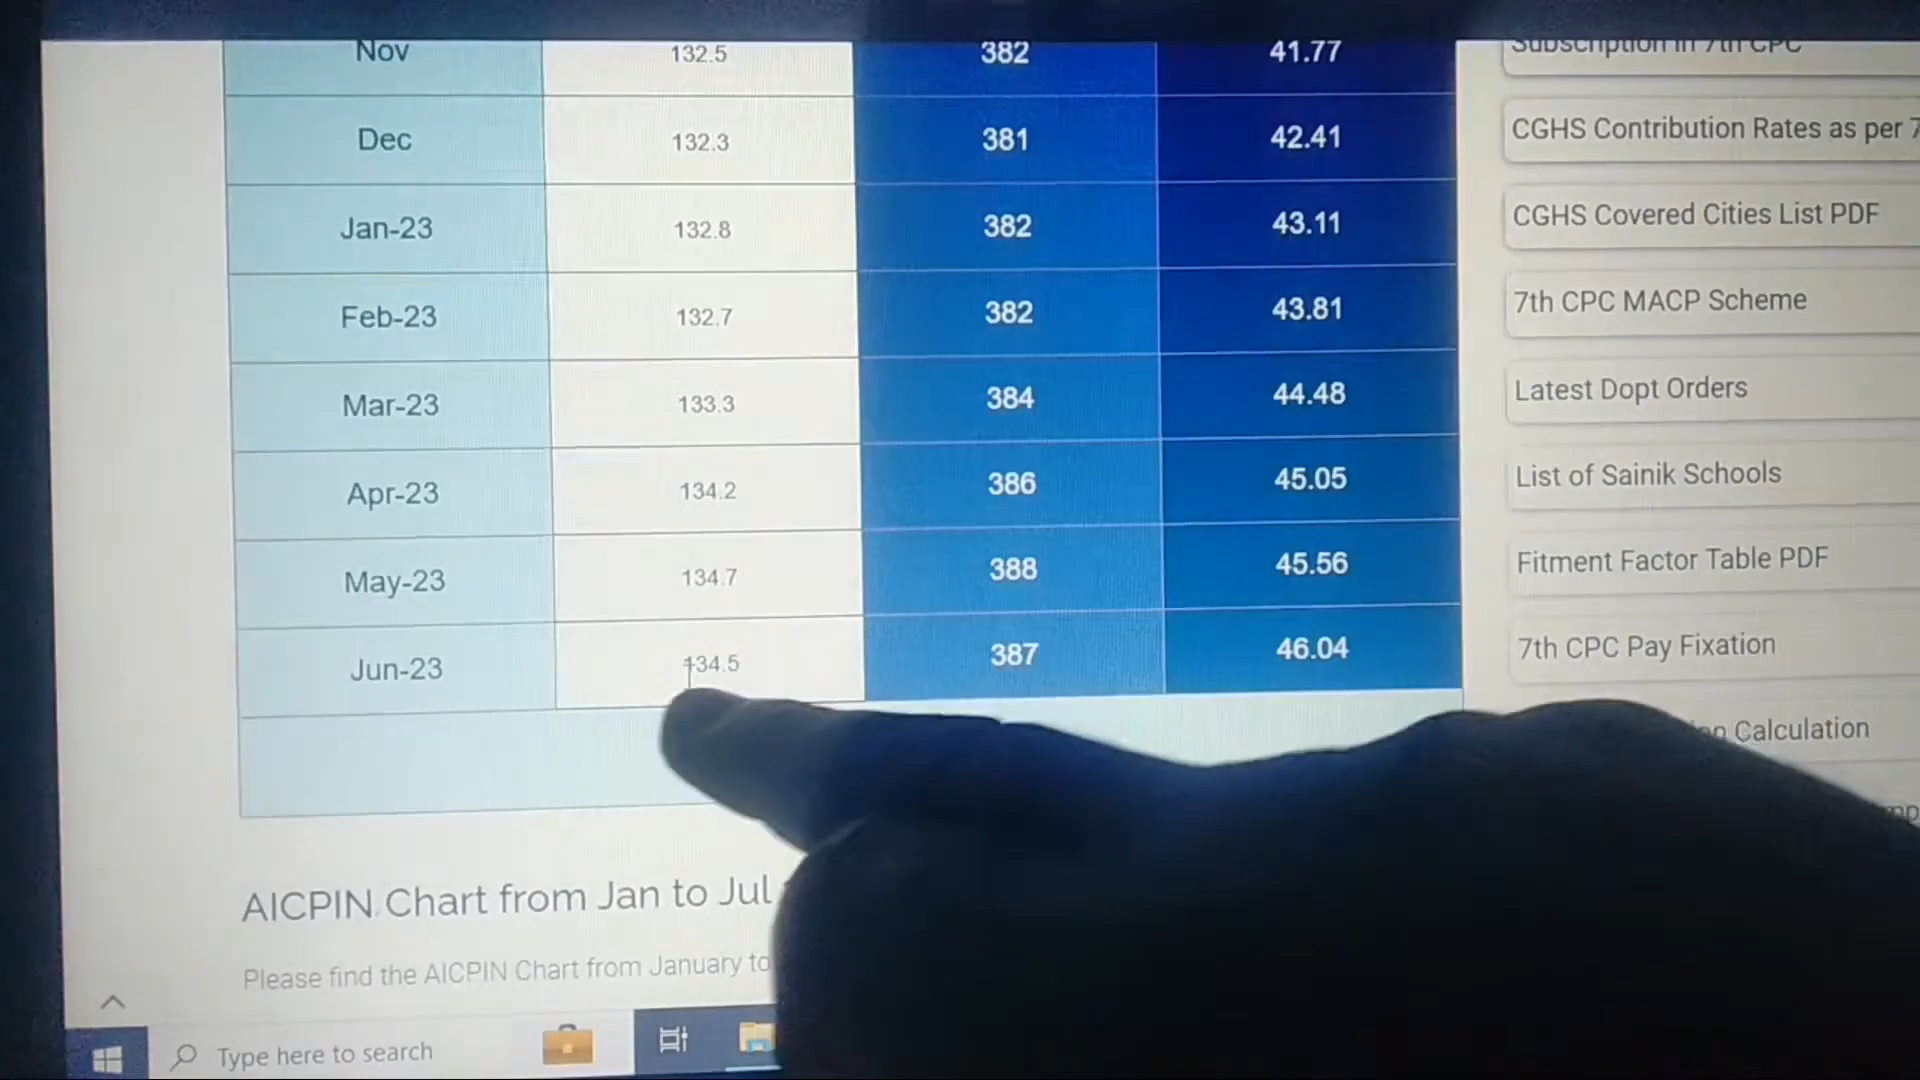 Nov 132.5 382 41.77
Dec 132.3 381 42.41
Jan-23 132.8 382 43.11
Feb-23 132.7 382 43.81
Mar-23 133.3 384 44.48
Apr-23 134.2 386 45.05
May-23 134.7 388 45.56
Jun-23 134.5 387 46.04
AICPIN Chart from Jan to Jul
Please find the AICPIN Chart from January to
Type here to search
Subscription in 7th CPC
CGHS Contribution Rates as per 7
CGHS Covered Cities List PDF
7th CPC MACP Scheme
Latest Dopt Orders
List of Sainik Schools
Fitment Factor Table PDF
7th CPC Pay Fixation
Calculation